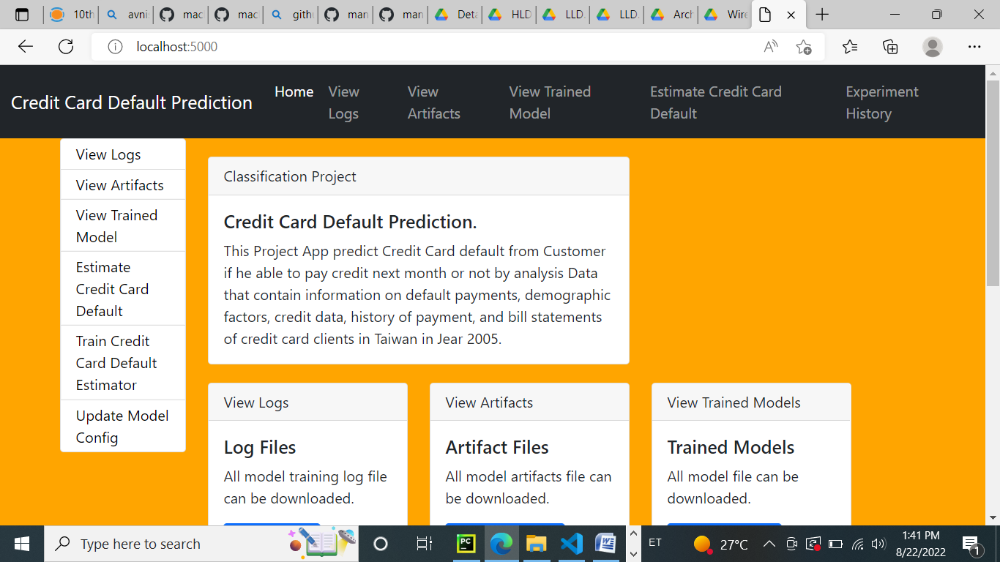 10th
avni
mac
mac
gith
man
man
Deta
HLD
LLD.
LLD.
Arch
Wire
localhost:5000
Credit Card Default Prediction
Home
View
Logs
View
Artifacts
View Trained
Model
Estimate Credit Card
Default
Experiment
History
View Logs
View Artifacts
View Trained
Model
Estimate
Credit Card
Default
Train Credit
Card Default
Estimator
Update Model
Config
Classification Project
Credit Card Default Prediction.
This Project App predict Credit Card default from Customer
if he able to pay credit next month or not by analysis Data
that contain information on default payments, demographic
factors, credit data, history of payment, and bill statements
of credit card clients in Taiwan in Jear 2005.
View Logs
Log Files
All model training log file
can be downloaded.
View Artifacts
Artifact Files
All model artifacts file can
be downloaded.
View Trained Models
Trained Models
All model file can be
downloaded.
Type here to search
PC
W
ET
27°C
1:41 PM
8/22/2022
1